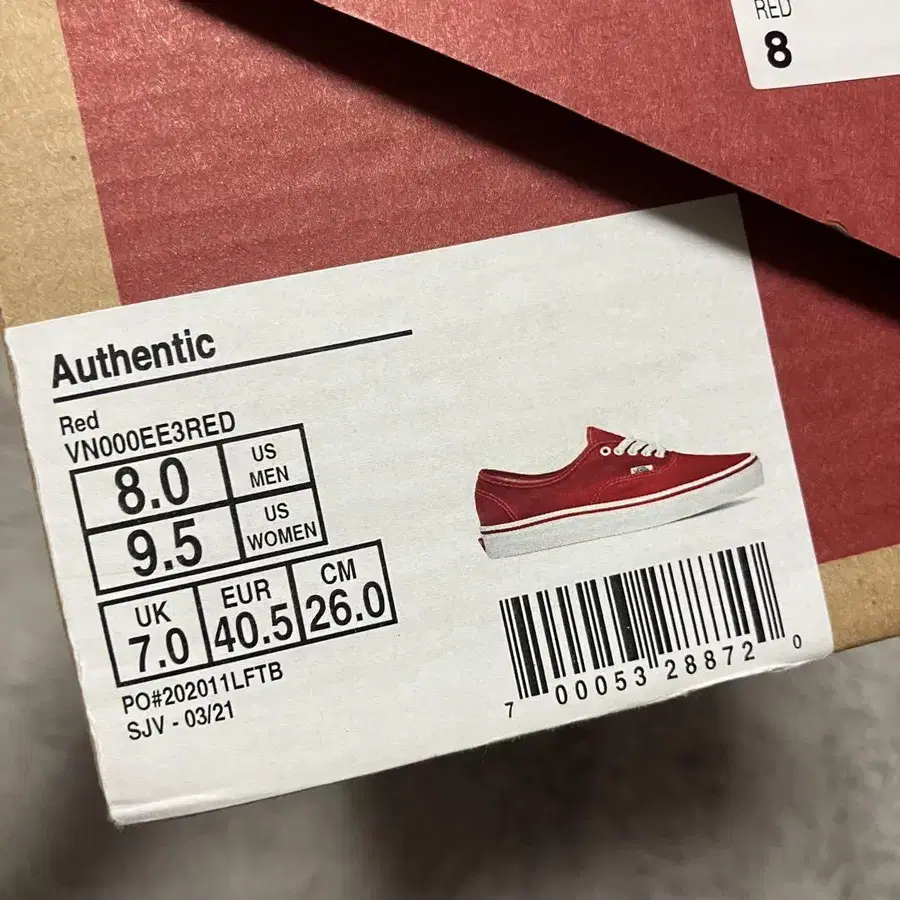 RED
8
Authentic
Red
VN000EE3RED
8.0 US MEN
9.5 US WOMEN
UK 7.0 EUR 40.5 CM 26.0
PO#202011LFTB
SJV - 03/21
7 00053 28872 0